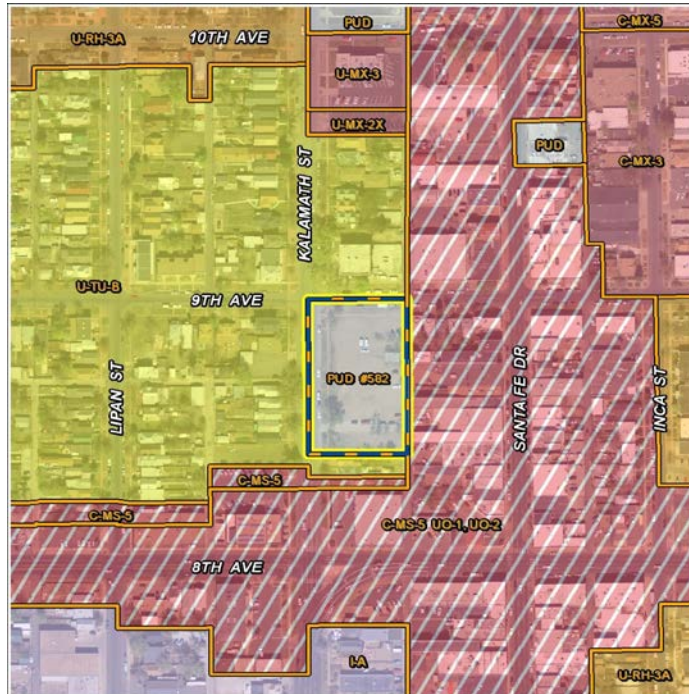 PUD
C-MX-5
U-RH-3A
10TH AVE
U-MX-3
U-MX-2X
PUD
C-MX-3
KALAMATH ST
U-TU-B
9TH AVE
PUD #582
LIPAN ST
SANTA FE DR
INCA ST
C-MS-5
C-MS-5
C-MS-5 UO-1, UO-2
8TH AVE
I-A
U-RH-3A